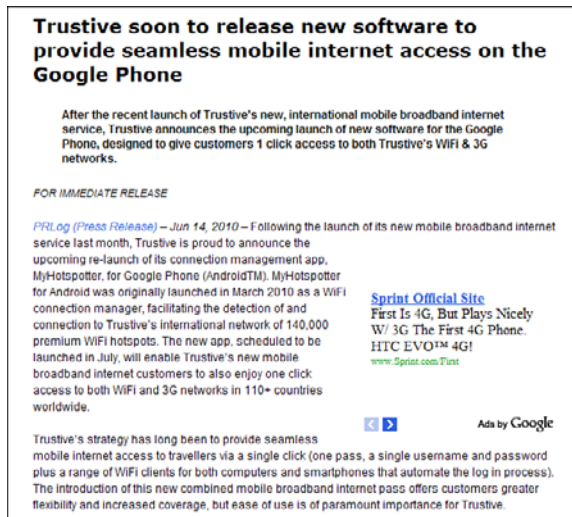 Trustive soon to release new software to
provide seamless mobile internet access on the
Google Phone
After the recent launch of Trustive's new, international mobile broadband internet
service, Trustive announces the upcoming launch of new software for the Google
Phone, designed to give customers 1 click access to both Trustive's WiFi & 3G
networks.
FOR IMMEDIATE RELEASE
PRLog (Press Release) – Jun 14, 2010 – Following the launch of its new mobile broadband internet
service last month, Trustive is proud to announce the
upcoming re-launch of its connection management app,
MyHotspotter, for Google Phone (AndroidTM). MyHotspotter
for Android was originally launched in March 2010 as a WiFi
connection manager, facilitating the detection of and
connection to Trustive's international network of 140,000
premium WiFi hotspots. The new app, scheduled to be
launched in July, will enable Trustive's new mobile
broadband internet customers to also enjoy one click
access to both WiFi and 3G networks in 110+ countries
worldwide.
Sprint Official Site
First Is 4G, But Plays Nicely
W/ 3G The First 4G Phone.
HTC EVO™ 4G!
www.Sprint.com/First
Ads by Google
Trustive's strategy has long been to provide seamless
mobile internet access to travellers via a single click (one pass, a single username and password
plus a range of WiFi clients for both computers and smartphones that automate the log in process).
The introduction of this new combined mobile broadband internet pass offers customers greater
flexibility and increased coverage, but ease of use is of paramount importance for Trustive.